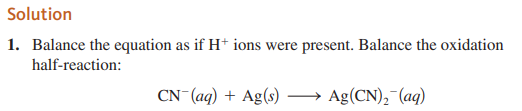 Solution
1. Balance the equation as if H⁺ ions were present. Balance the oxidation
half-reaction:
CN⁻(aq) + Ag(s) ⟶ Ag(CN)₂⁻(aq)